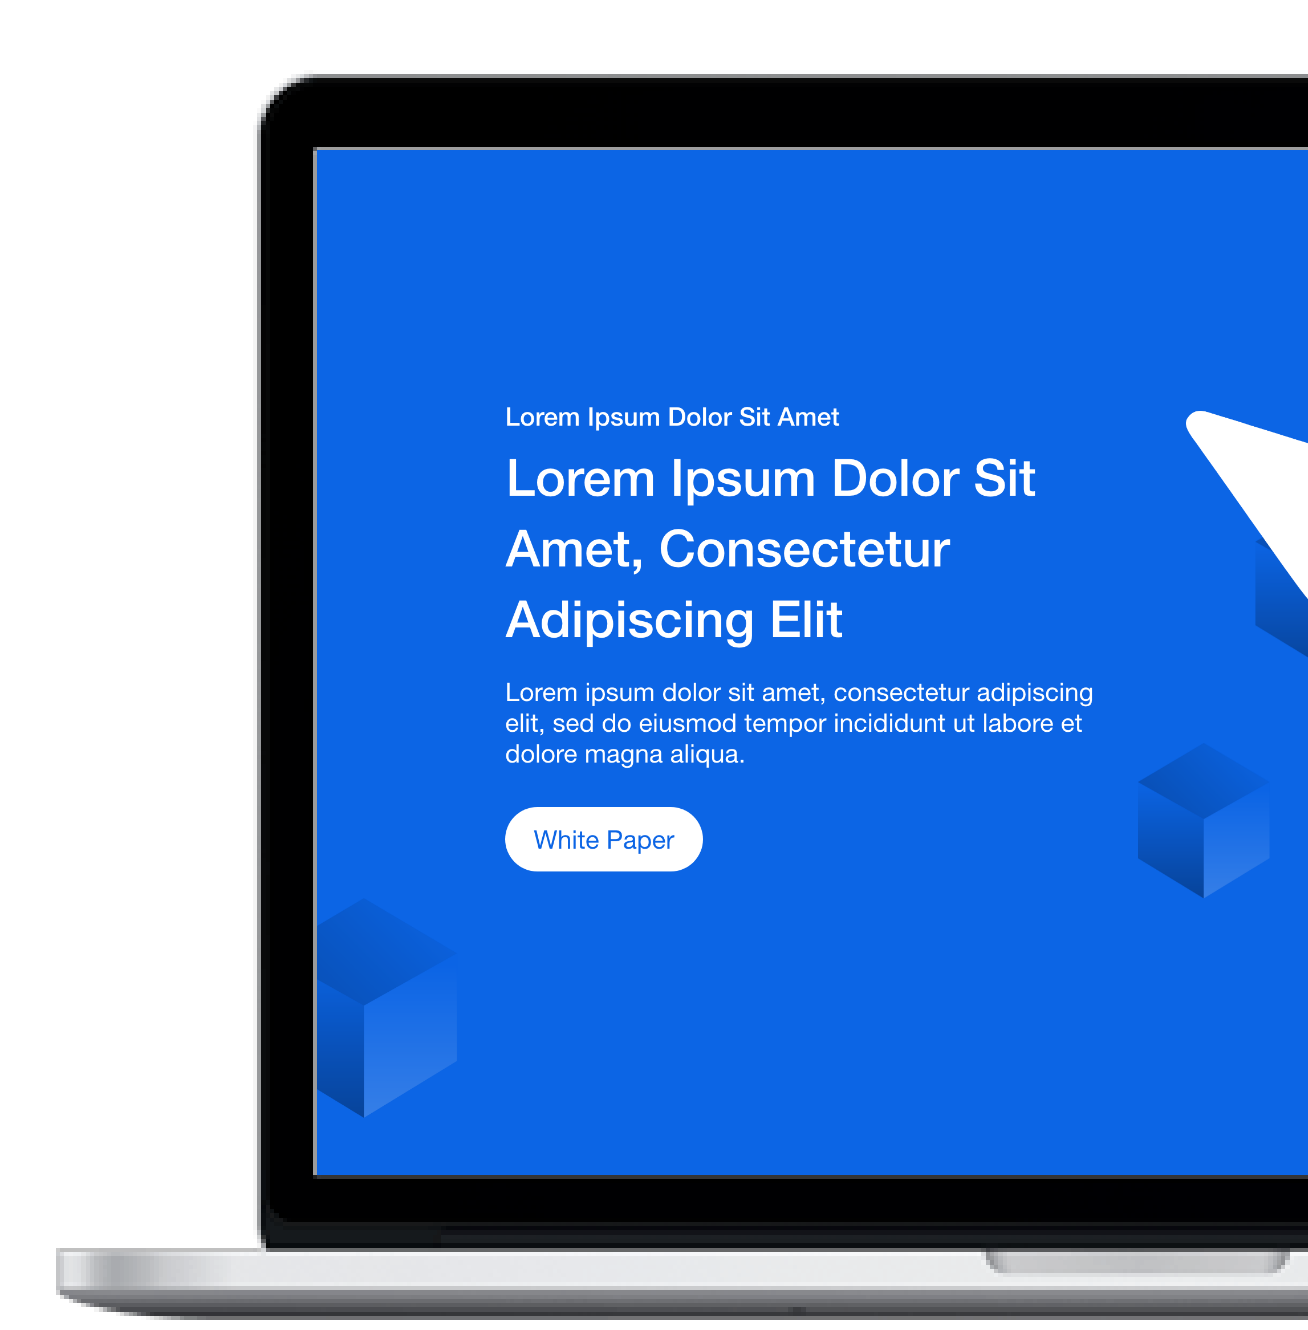 Lorem Ipsum Dolor Sit Amet
Lorem Ipsum Dolor Sit
Amet, Consectetur
Adipiscing Elit
Lorem ipsum dolor sit amet, consectetur adipiscing
elit, sed do eiusmod tempor incididunt ut labore et
dolore magna aliqua.
White Paper